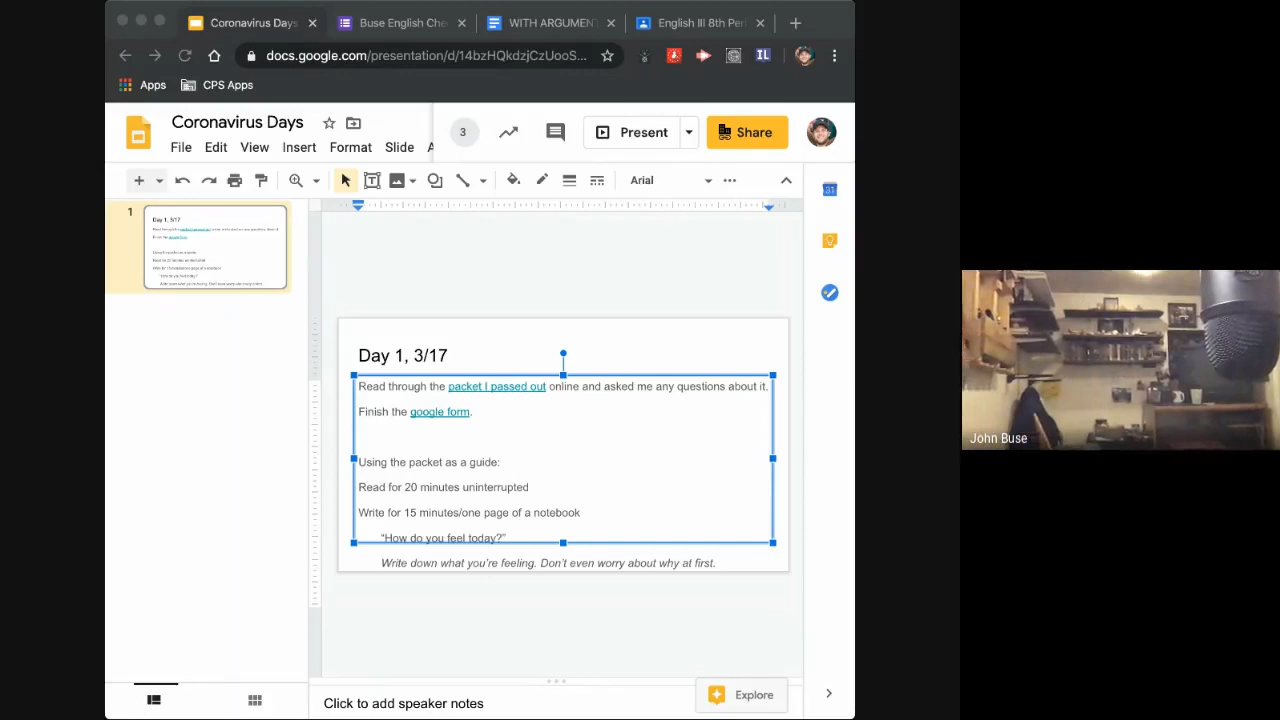 Coronavirus Days
Buse English Che
WITH ARGUMEN
English III 8th Peri
docs.google.com/presentation/d/14bzHQkdzjCzUooS...
IL
Apps
CPS Apps
Coronavirus Days
3
Present
Share
File Edit View Insert Format Slide A
Arial
31
1
Day 1, 3/17
Read through the packet I passed out online and asked me any questions about it.
Finish the google form.
Using the packet as a guide:
Read for 20 minutes uninterrupted
Write for 15 minutes/one page of a notebook
“How do you feel today?”
Write down what you’re feeling. Don’t even worry about why at first.
John Buse
Click to add speaker notes
Explore